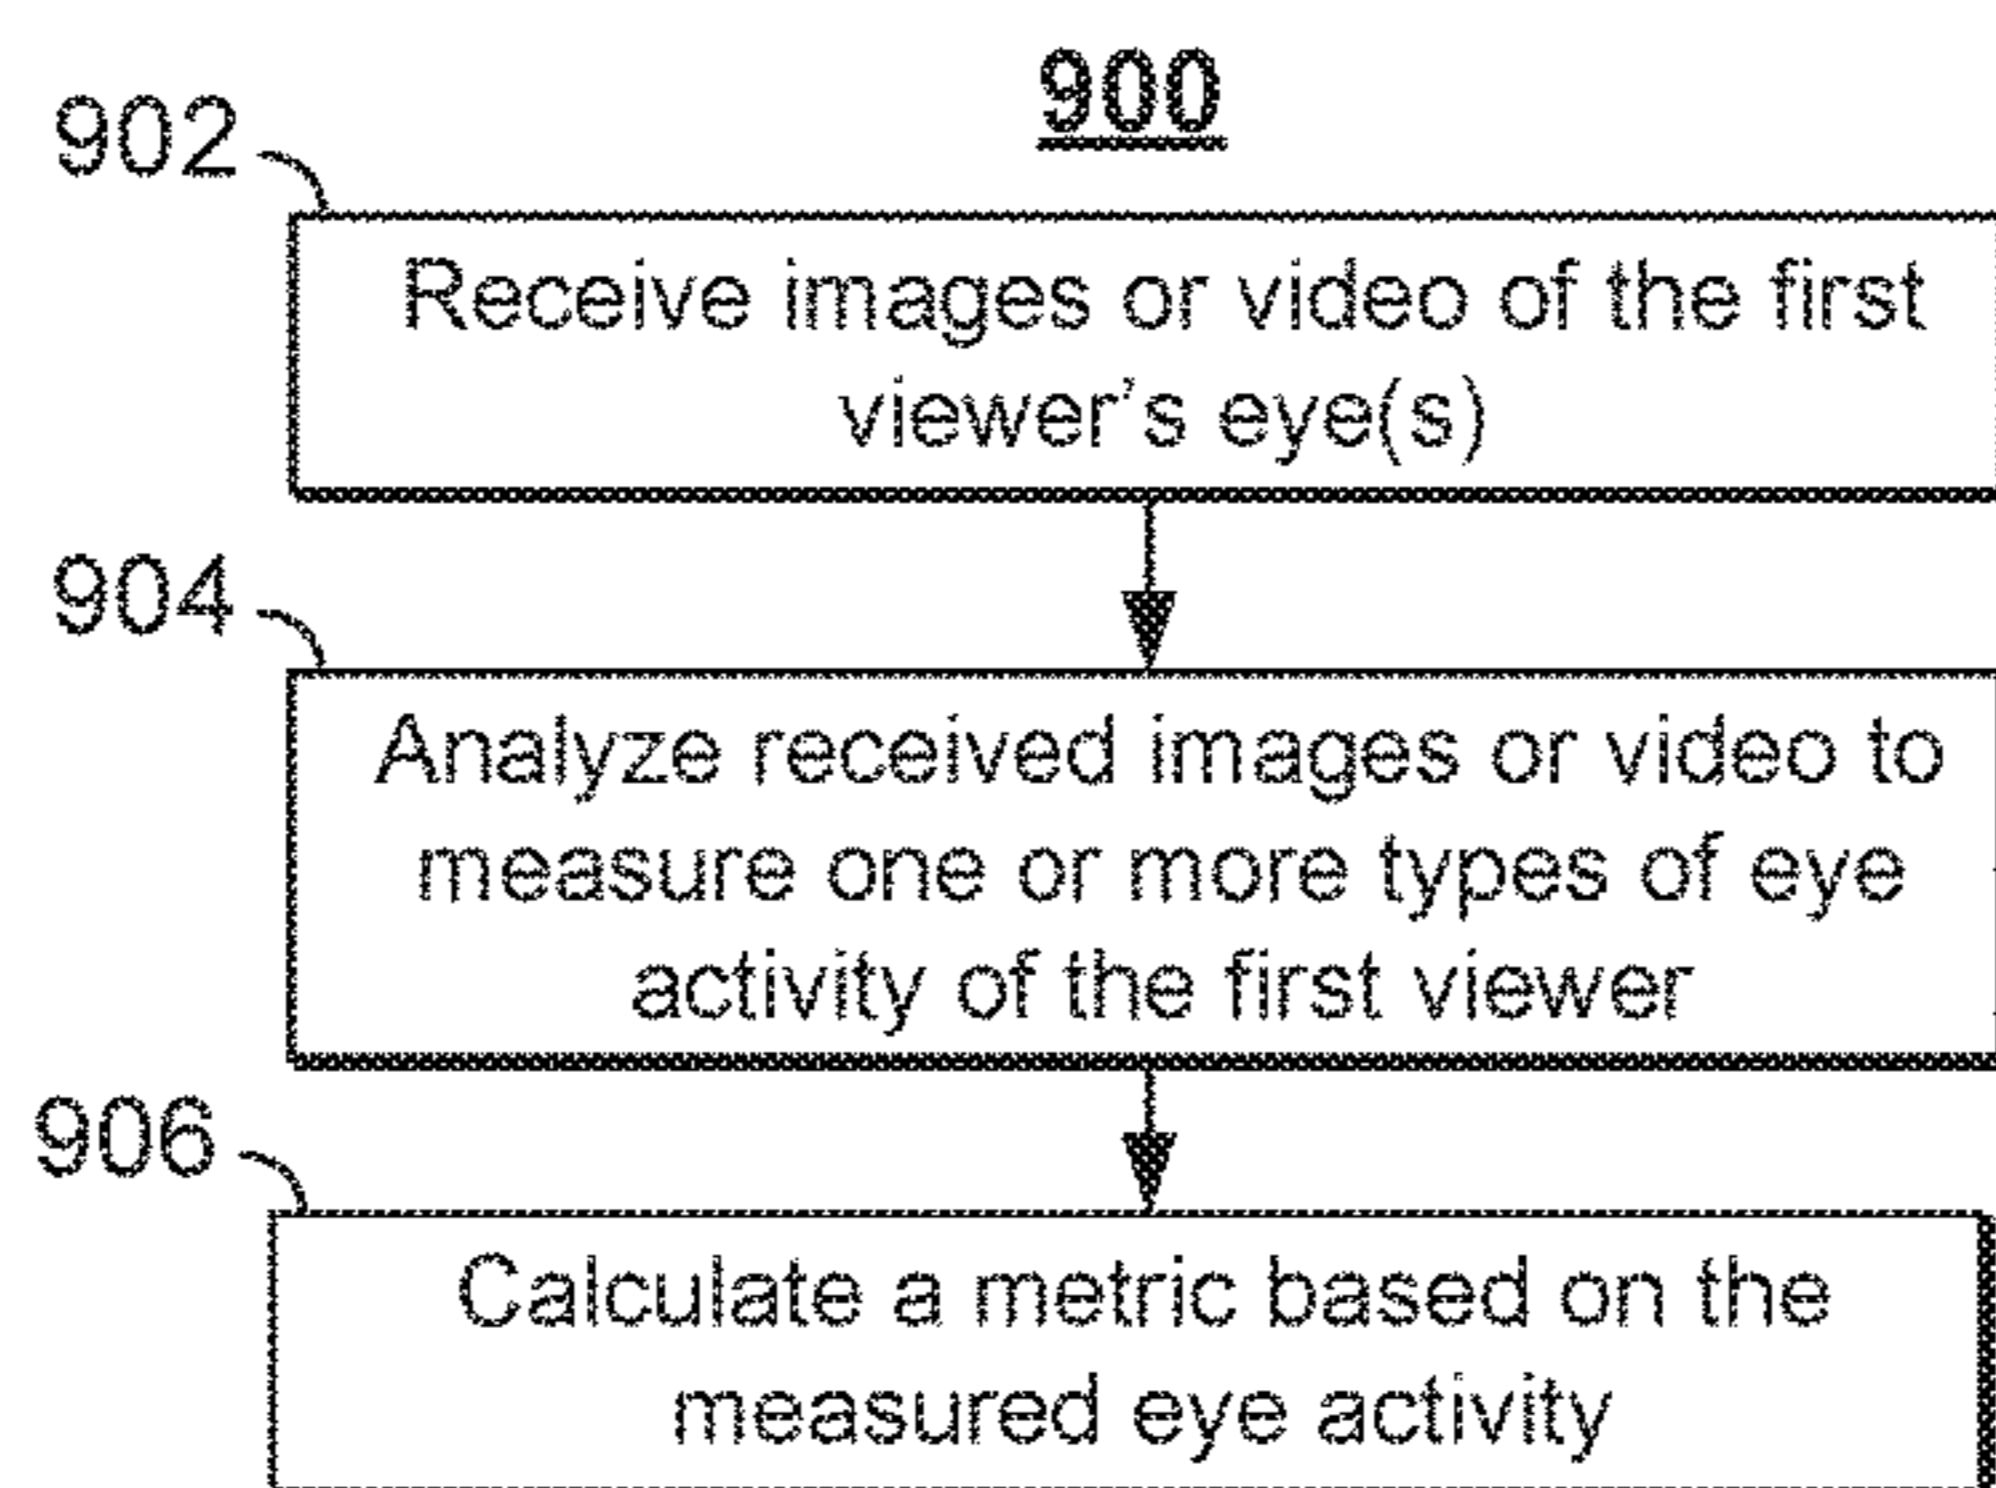 900
902
Receive images or video of the first
viewer's eye(s)
904
Analyze received images or video to
measure one or more types of eye
activity of the first viewer
906
Calculate a metric based on the
measured eye activity